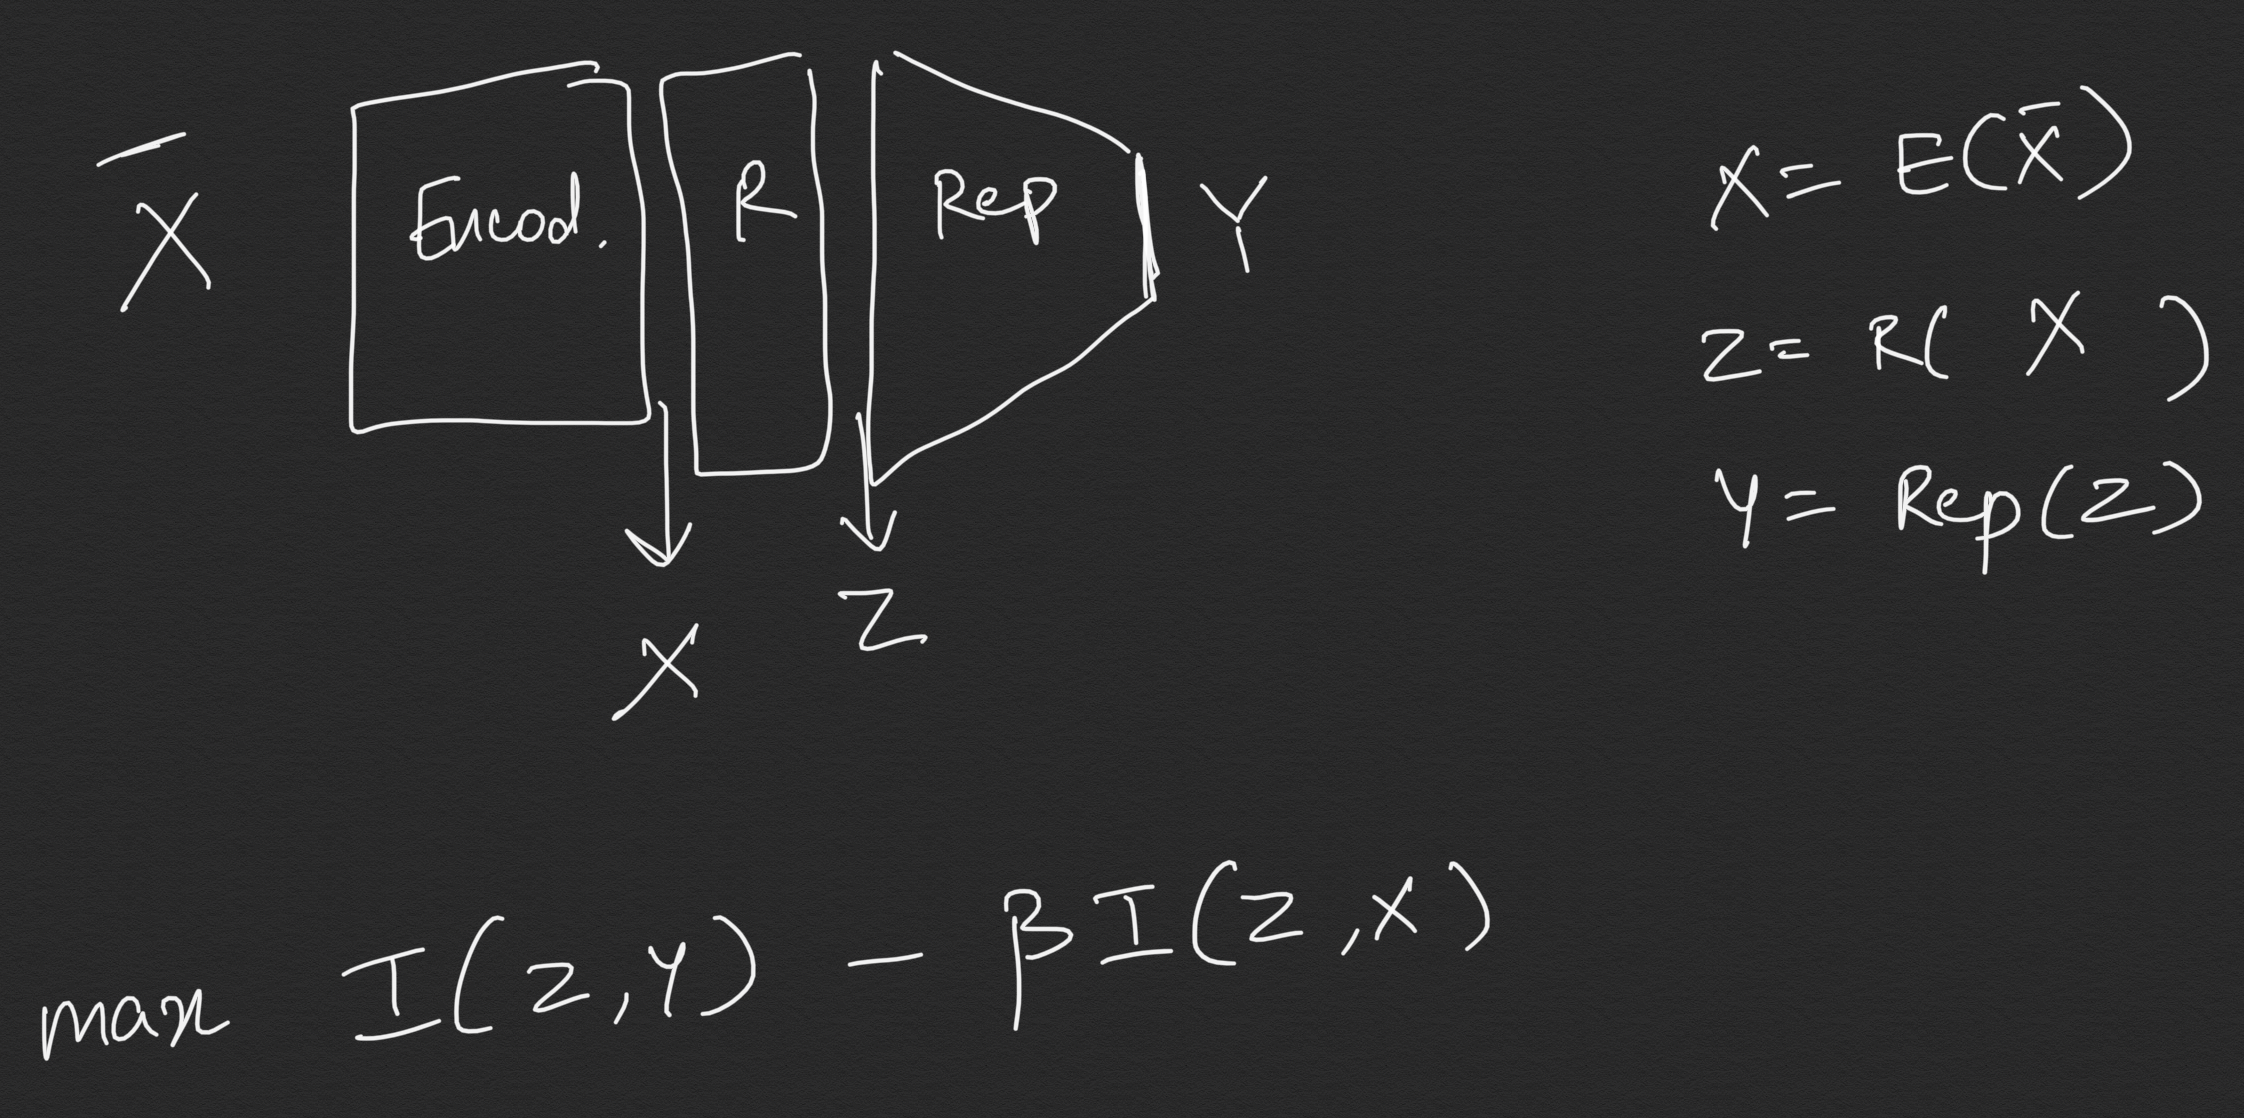 X̄ Encod. R Rep Y
X Z
X = E(X̄)
Z = R( X )
Y = Rep(Z)
max I(Z,Y) − βI(Z,X)